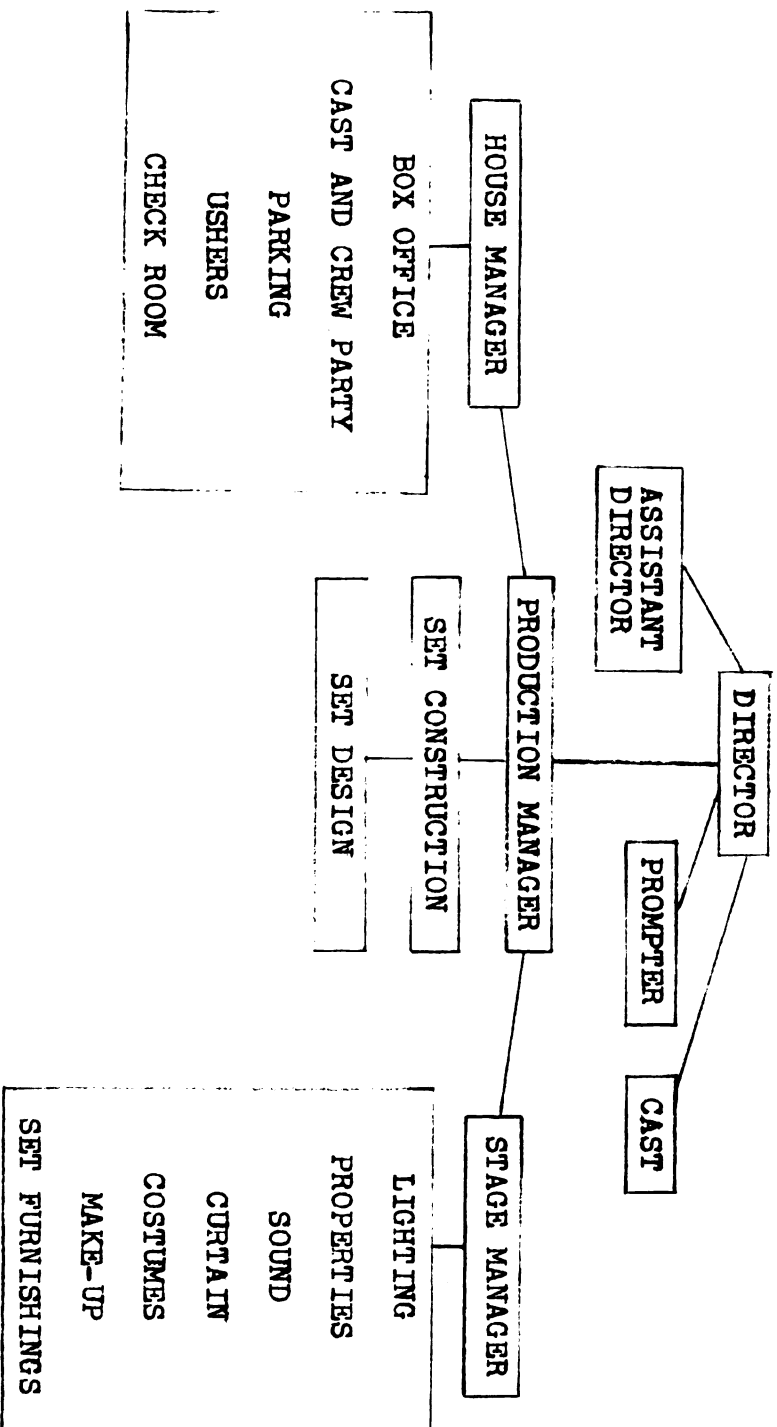 DIRECTOR
ASSISTANT
DIRECTOR
PROMPTER
CAST
PRODUCTION MANAGER
HOUSE MANAGER
STAGE MANAGER
SET CONSTRUCTION
SET DESIGN
BOX OFFICE
CAST AND CREW PARTY
PARKING
USHERS
CHECK ROOM
LIGHTING
PROPERTIES
SOUND
CURTAIN
COSTUMES
MAKE-UP
SET FURNISHINGS